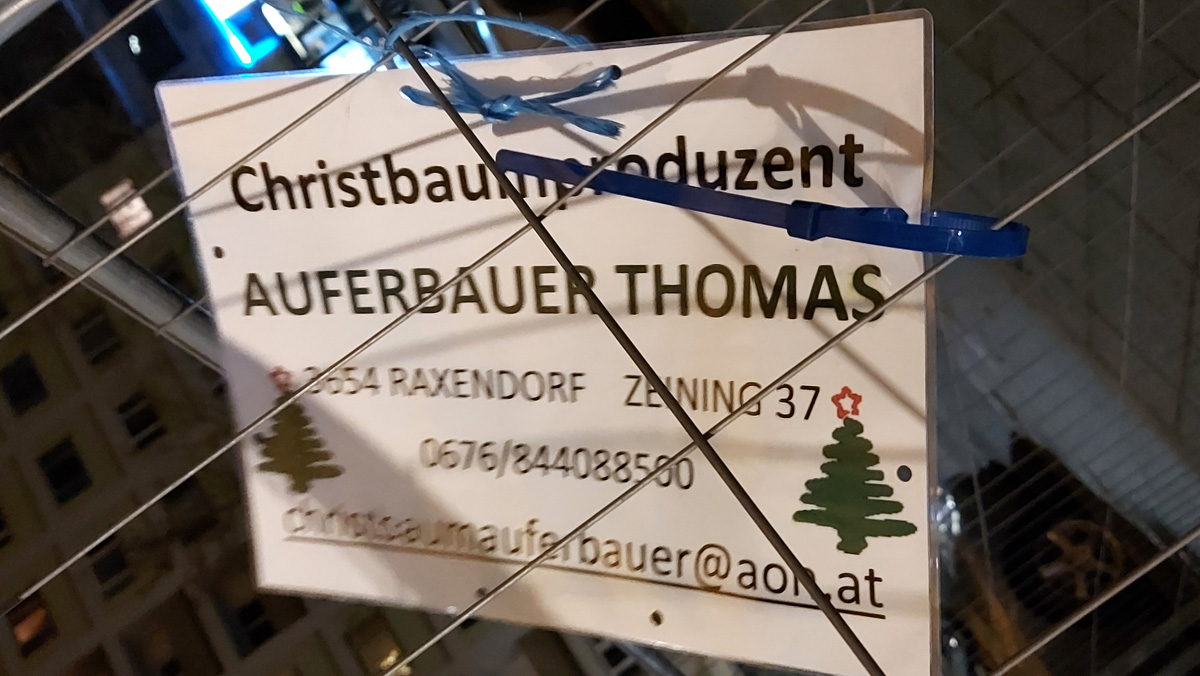 Christbaumproduzent
AUFERBAUER THOMAS
3654 RAXENDORF ZEINING 37
0676/844088500
christbaumauferbauer@aon.at